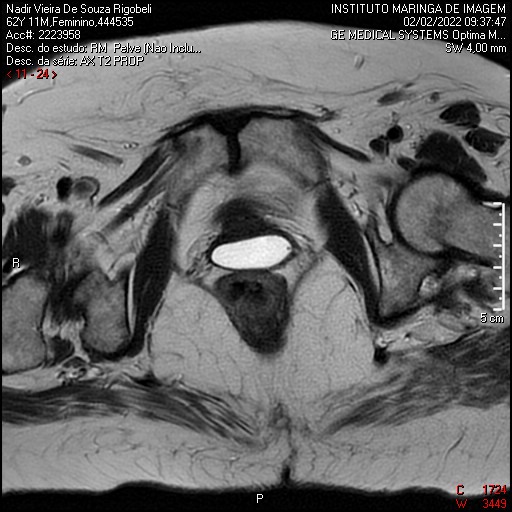 Nadir Vieira De Souza Rigobeli
INSTITUTO MARINGA DE IMAGEM
62Y 11M,Feminino,444535
02/02/2022 09:37:47
Acc#: 2223958
GE MEDICAL SYSTEMS Optima M...
Desc. do estudo: RM Pelve (Nao Inclu...
SW 4,00 mm
Desc. da série: AX T2 PROP
< 11 - 24 >
R
5 cm
P
C 1724
W 3449